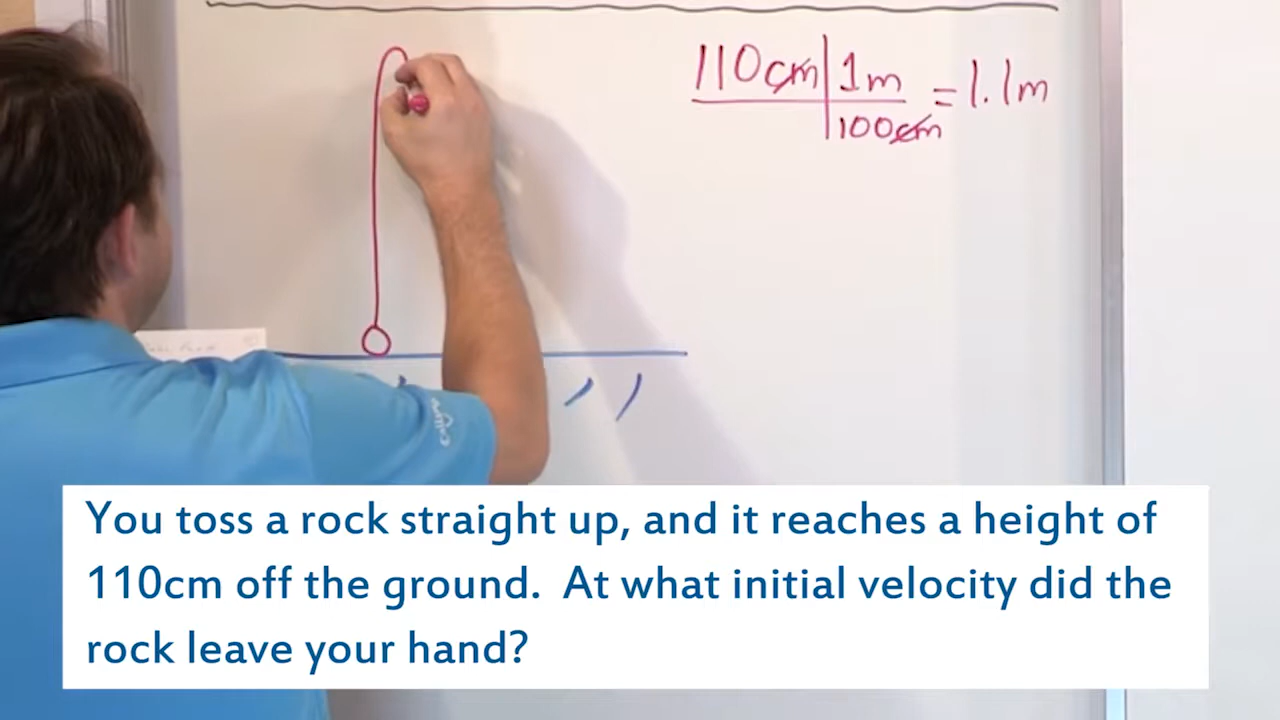 110cm 1m = 1.1m
100cm
You toss a rock straight up, and it reaches a height of
110cm off the ground.  At what initial velocity did the
rock leave your hand?